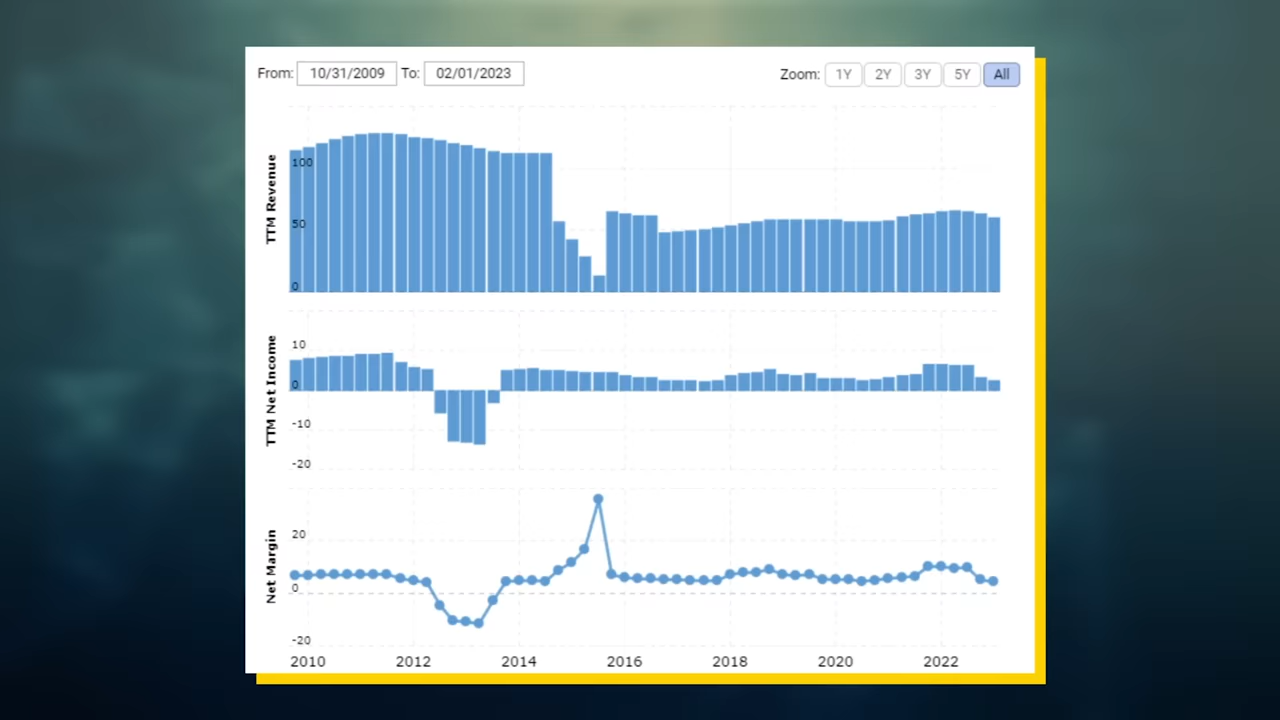 From: 10/31/2009 To: 02/01/2023 Zoom: 1Y 2Y 3Y 5Y All
TTM Revenue
100
50
0
TTM Net Income
10
0
-10
-20
Net Margin
20
0
-20
2010 2012 2014 2016 2018 2020 2022